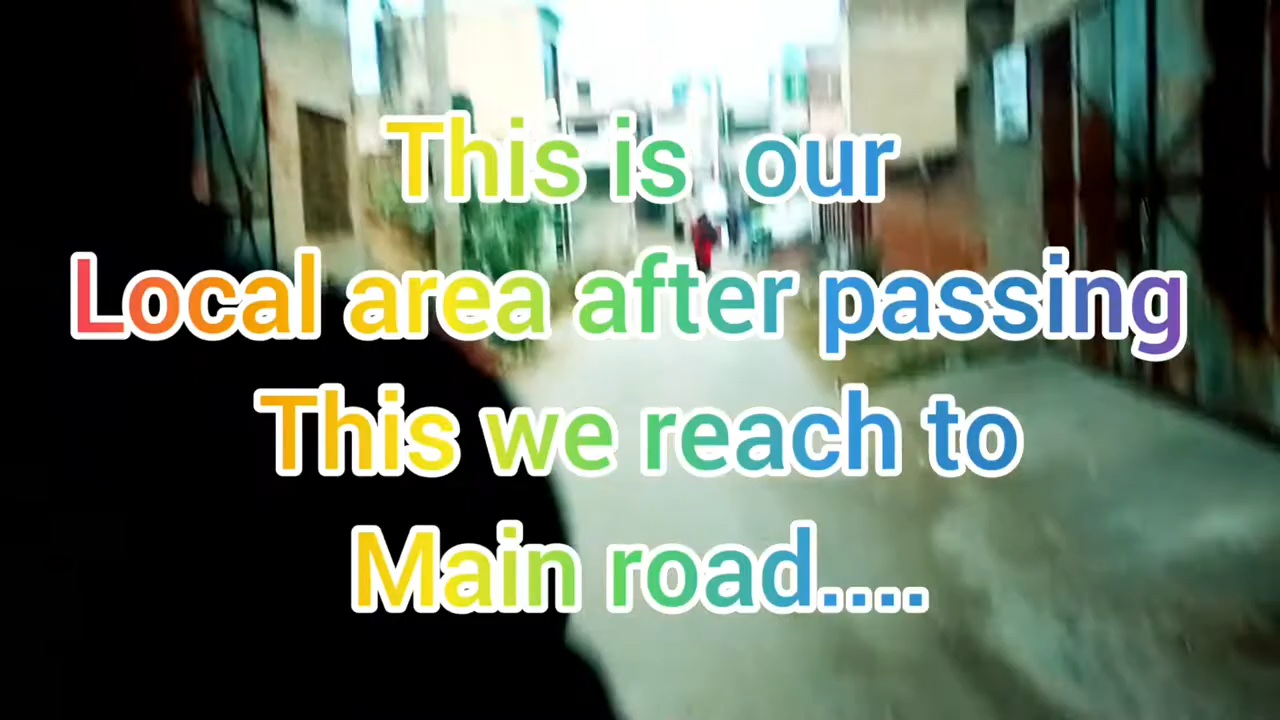 This is  our
Local area after passing
This we reach to
Main road....